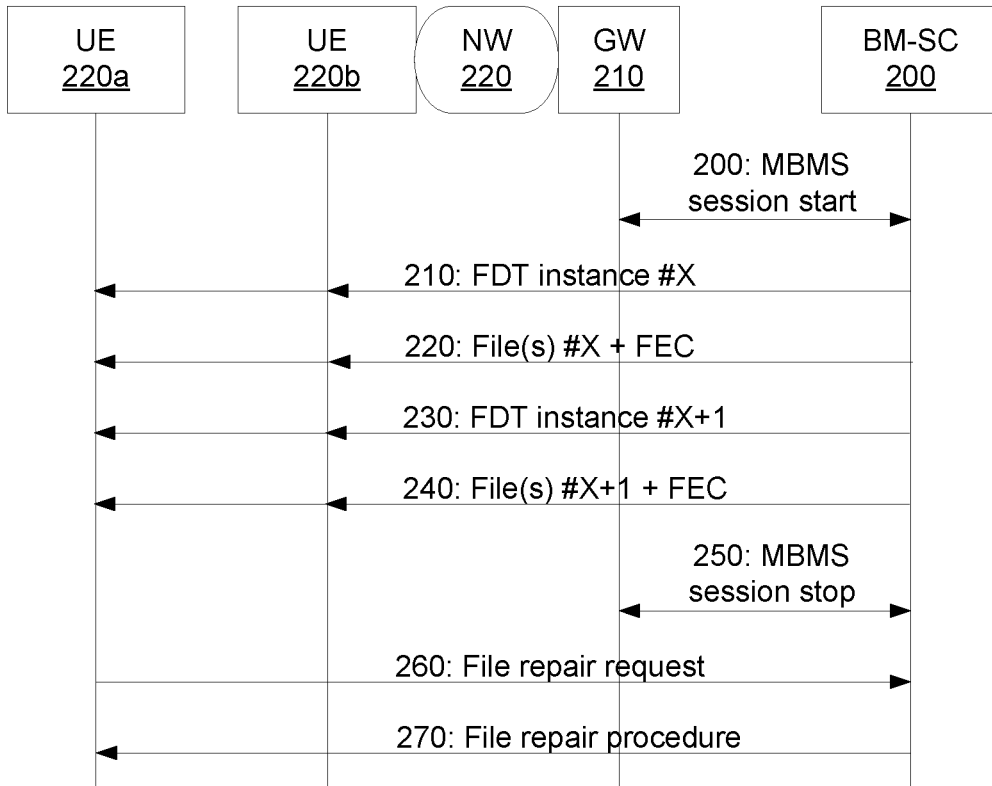 UE
220a
UE
220b
NW
220
GW
210
BM-SC
200
200: MBMS
session start
210: FDT instance #X
220: File(s) #X + FEC
230: FDT instance #X+1
240: File(s) #X+1 + FEC
250: MBMS
session stop
260: File repair request
270: File repair procedure